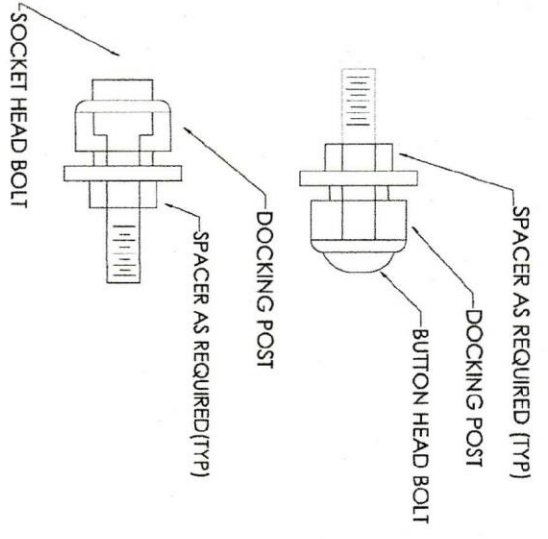 SPACER AS REQUIRED (TYP)
DOCKING POST
BUTTON HEAD BOLT
DOCKING POST
SPACER AS REQUIRED(TYP)
SOCKET HEAD BOLT